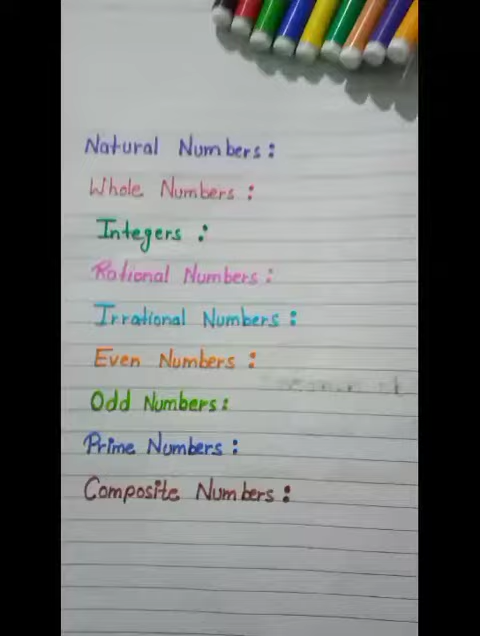 Natural Numbers:
Whole Numbers :
Integers :
Rational Numbers:
Irrational Numbers :
Even Numbers :
Odd Numbers:
Prime Numbers :
Composite Numbers :